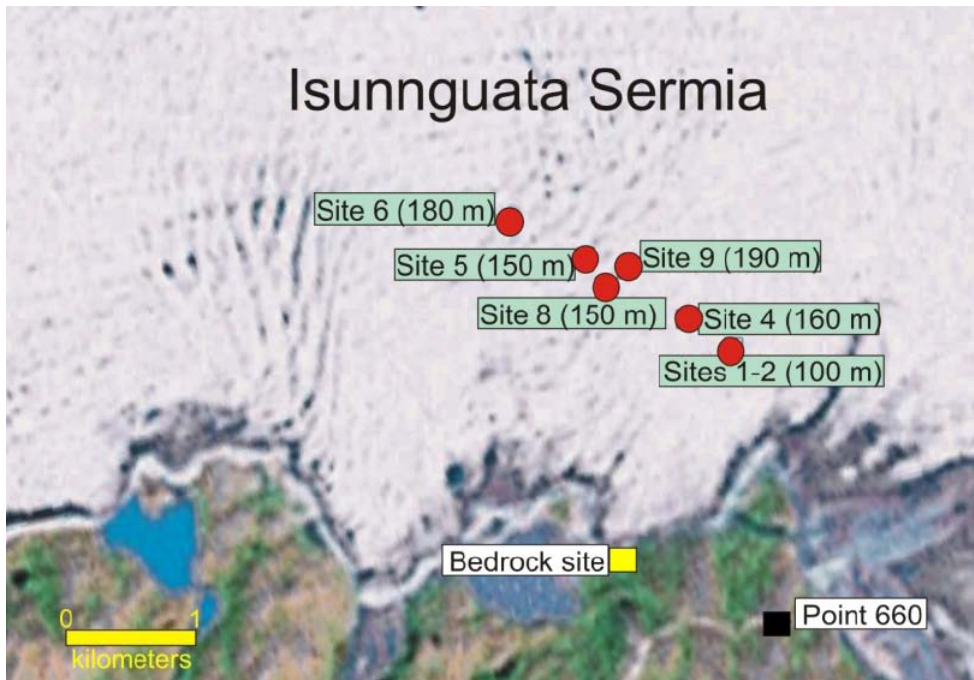 Isunnguata Sermia
Site 6 (180 m)
Site 5 (150 m)
Site 9 (190 m)
Site 8 (150 m)
Site 4 (160 m)
Sites 1-2 (100 m)
Bedrock site
Point 660
0 1
kilometers